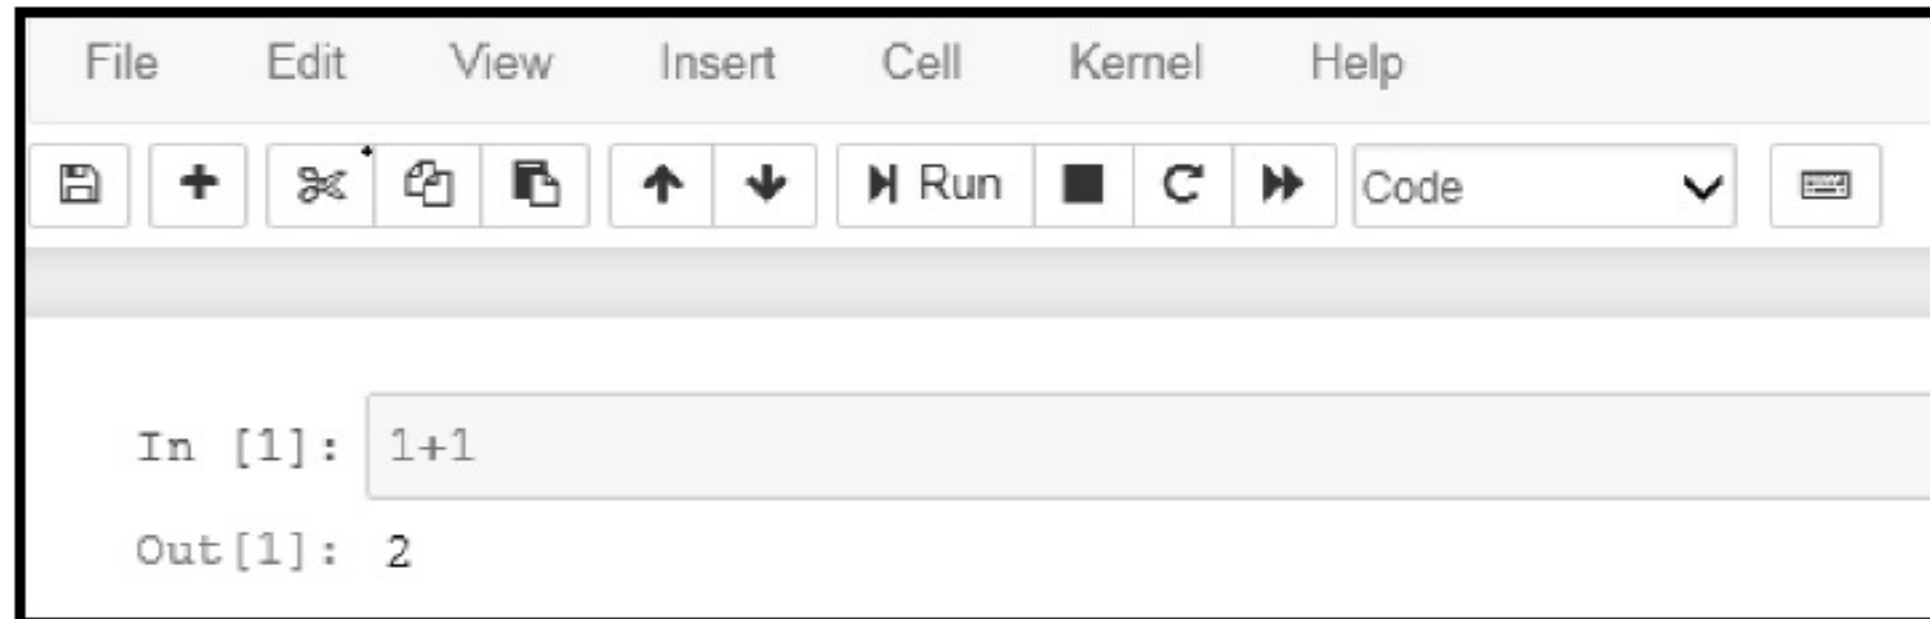 File Edit View Insert Cell Kernel Help
Run Code
In [1]: 1+1
Out[1]: 2